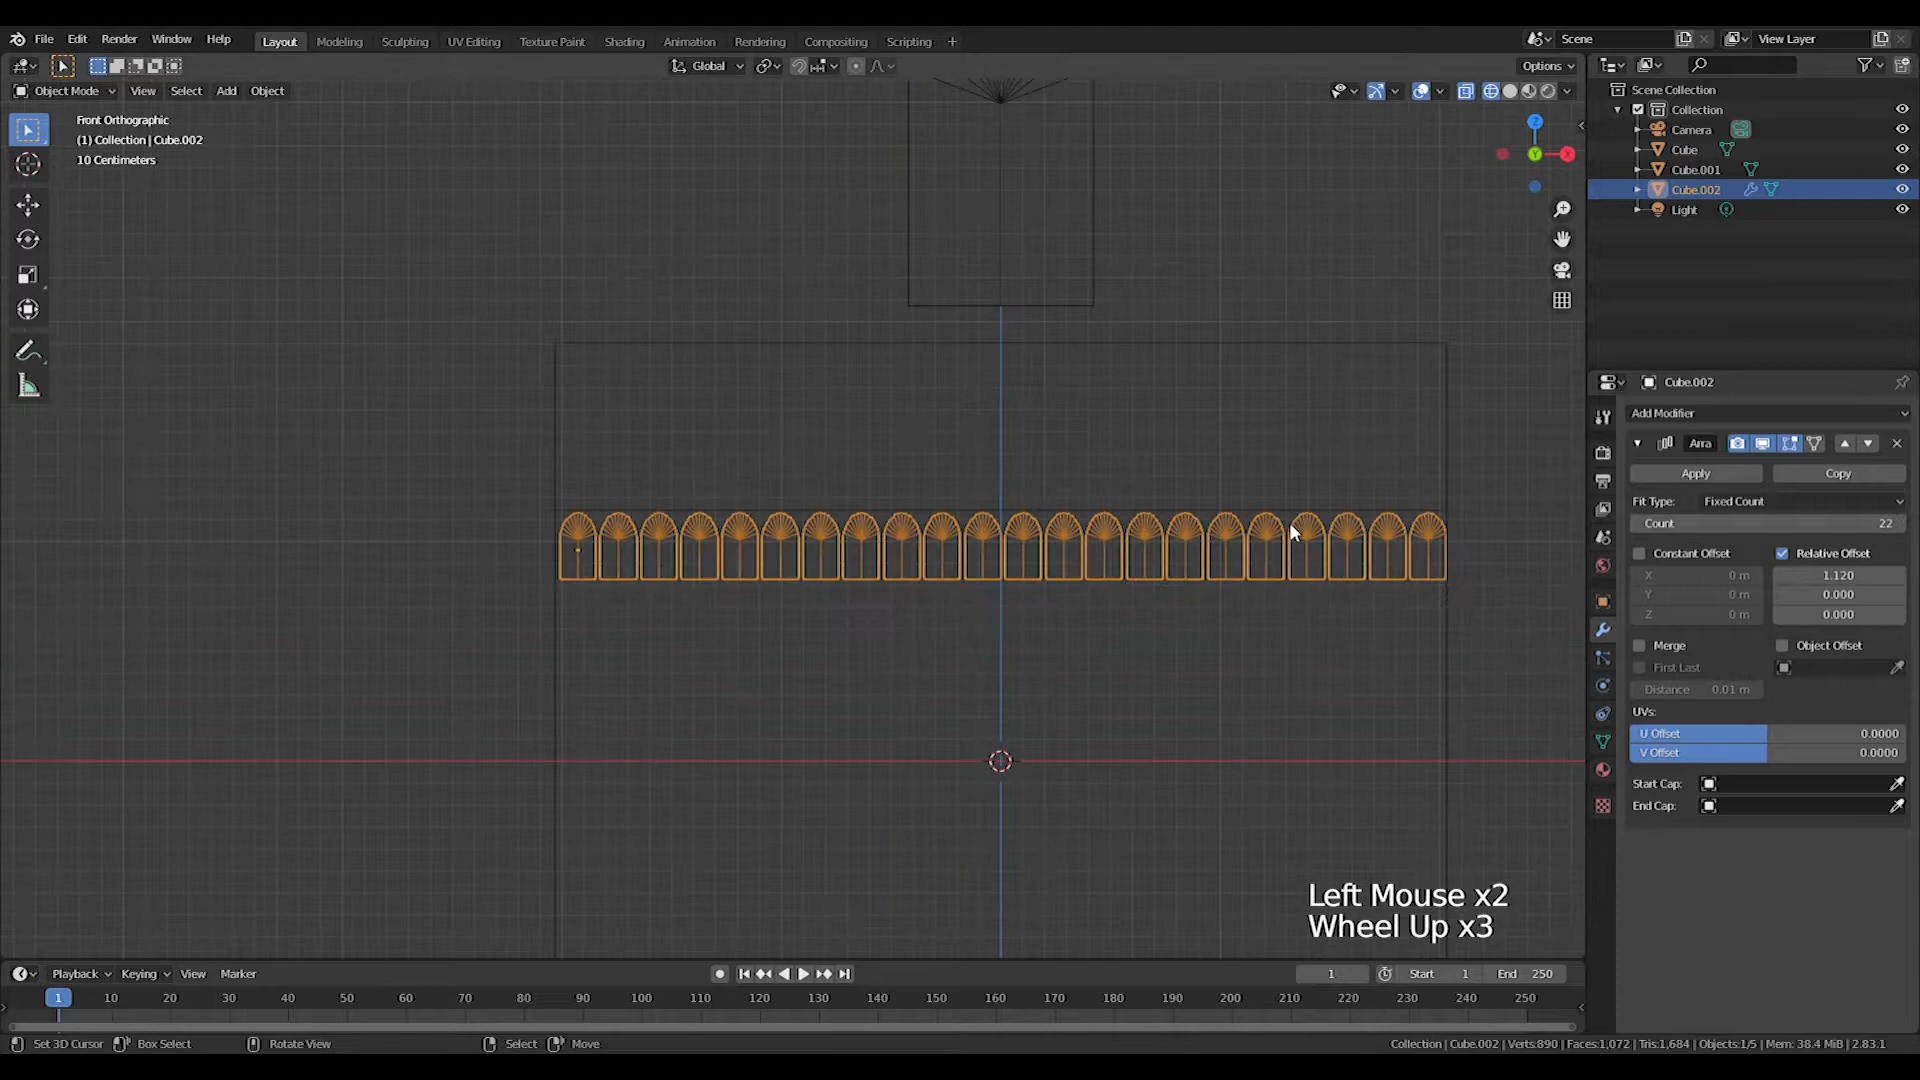 File Edit Render Window Help Layout Modeling Sculpting UV Editing Texture Paint Shading Animation Rendering Compositing Scripting + Scene View Layer
Global Options
Object Mode View Select Add Object
Front Orthographic
(1) Collection | Cube.002
10 Centimeters
Z
Y X
Scene Collection
Collection
Camera
Cube
Cube.001
Cube.002
Light
Cube.002
Add Modifier
Arra
Apply Copy
Fit Type: Fixed Count
Count 22
Constant Offset Relative Offset
X 0 m 1.120
Y 0 m 0.000
Z 0 m 0.000
Merge Object Offset
First Last
Distance 0.01 m
UVs:
U Offset 0.0000
V Offset 0.0000
Start Cap:
End Cap:
Left Mouse x2
Wheel Up x3
Playback Keying View Marker 1 Start 1 End 250
1 10 20 30 40 50 60 70 80 90 100 110 120 130 140 150 160 170 180 190 200 210 220 230 240 250
Set 3D Cursor Box Select Rotate View Select Move Collection | Cube.002 | Verts:890 | Faces:1,072 | Tris:1,684 | Objects:1/5 | Mem: 38.4 MiB | 2.83.1